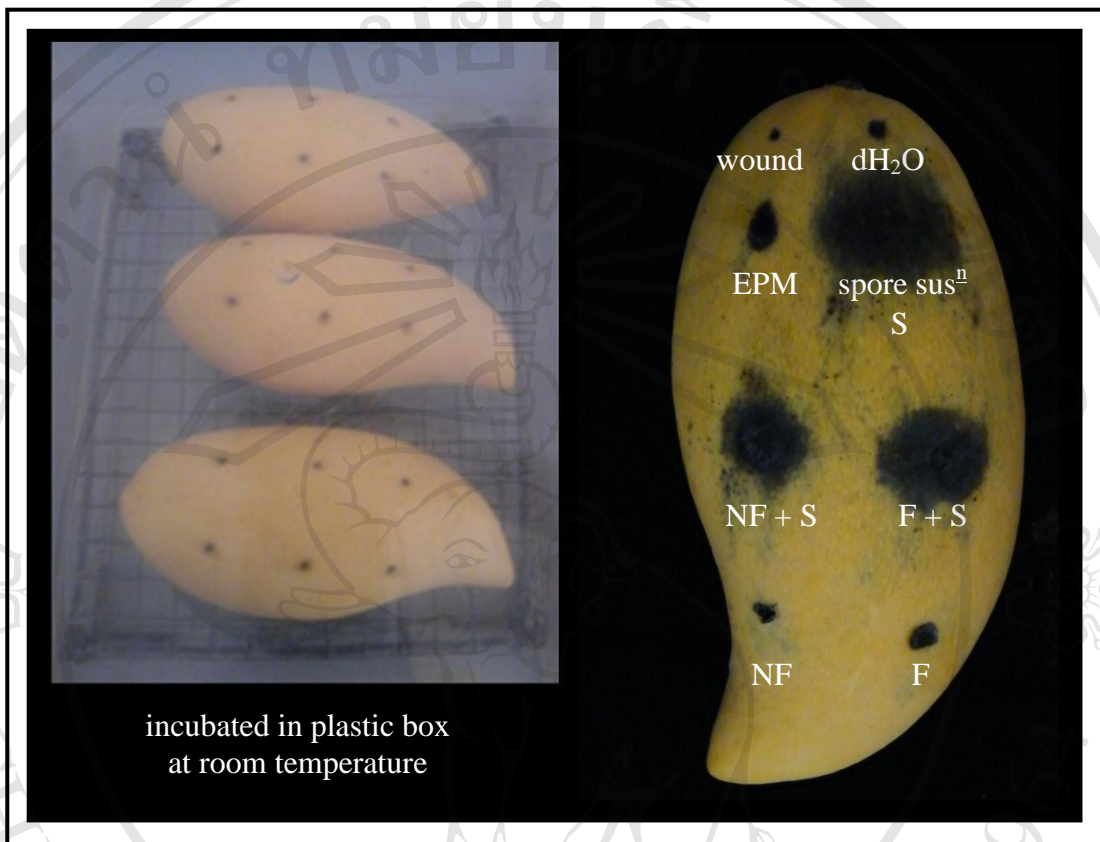 wound dH₂O
EPM spore susⁿ
S
NF + S F + S
NF F
incubated in plastic box
at room temperature